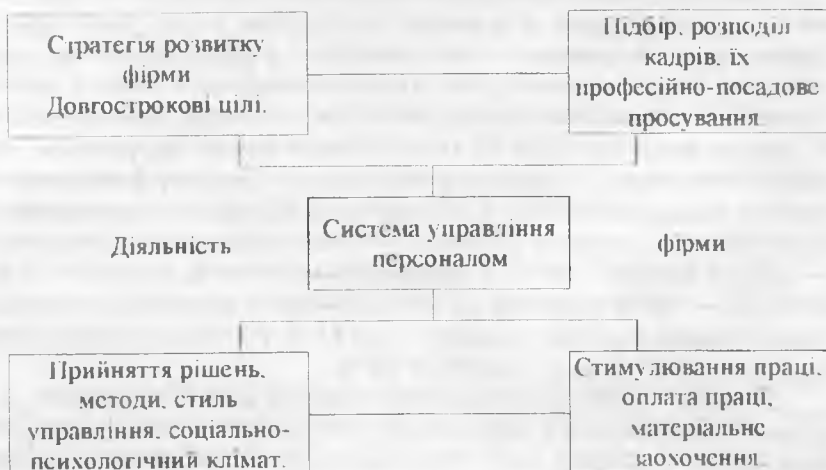 Стратегія розвитку
фірми
Довгострокові цілі.
Підбір, розподіл
кадрів, їх
професійно-посадове
просування
Діяльність
Система управління
персоналом
фірми
Прийняття рішень,
методи, стиль
управління, соціально-
психологічний клімат.
Стимулювання праці,
оплата праці,
матеріальне
заохочення